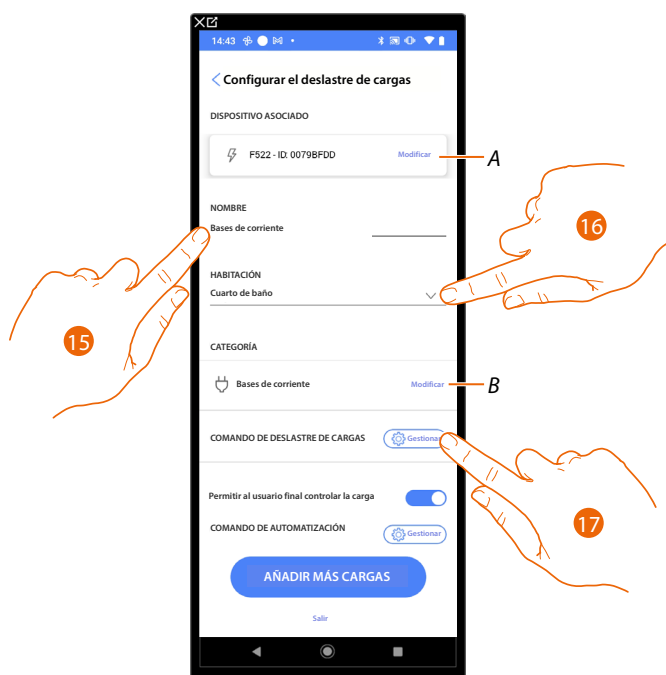 14:43
Configurar el deslastre de cargas
DISPOSITIVO ASOCIADO
F522 - ID: 0079BFDD Modificar
A
NOMBRE
Bases de corriente
16
HABITACIÓN
Cuarto de baño
15
CATEGORÍA
Bases de corriente Modificar
B
COMANDO DE DESLASTRE DE CARGAS Gestionar
Permitir al usuario final controlar la carga
17
COMANDO DE AUTOMATIZACIÓN Gestionar
AÑADIR MÁS CARGAS
Salir